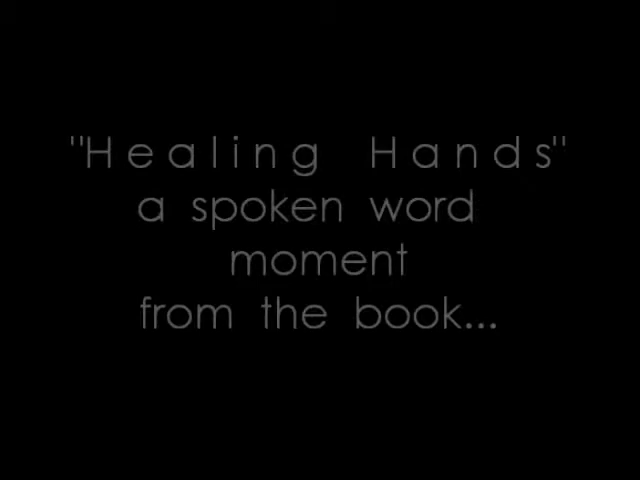 "Healing Hands"
a spoken word
moment
from the book...